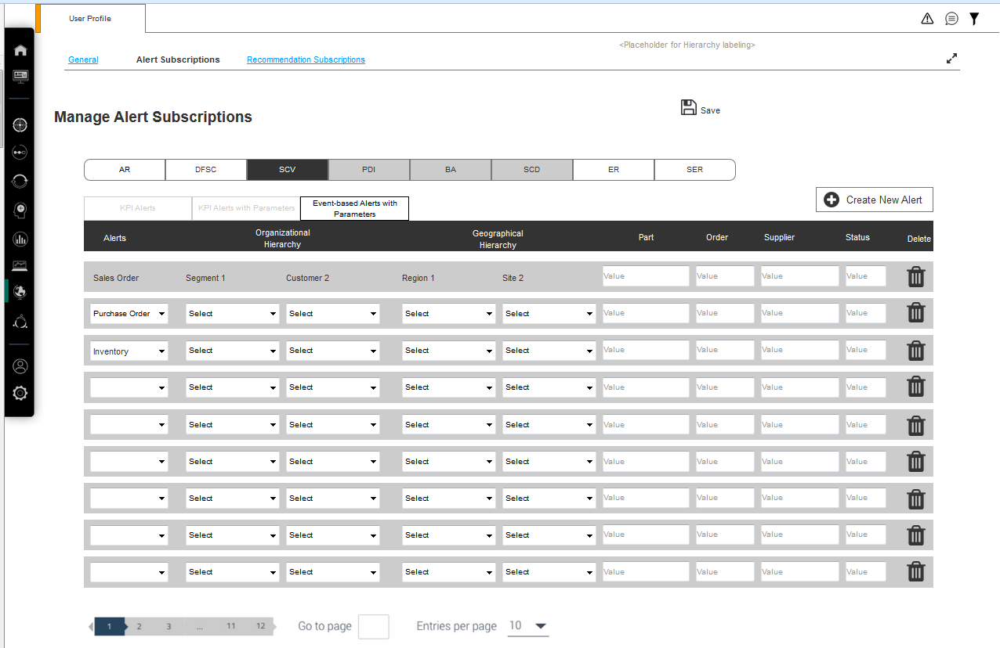 User Profile
<Placeholder for Hierarchy labeling>
General Alert Subscriptions Recommendation Subscriptions
Manage Alert Subscriptions
Save
AR DFSC SCV PDI BA SCD ER SER
Create New Alert
KPI Alerts KPI Alerts with Parameters Event-based Alerts with
Parameters
Alerts Organizational Geographical Part Order Supplier Status Delete
Hierarchy Hierarchy
Sales Order Segment 1 Customer 2 Region 1 Site 2 Value Value Value Value
Purchase Order Select Select Select Select Value Value Value Value
Inventory Select Select Select Select Value Value Value Value
Select Select Select Select Value Value Value Value
Select Select Select Select Value Value Value Value
Select Select Select Select Value Value Value Value
Select Select Select Select Value Value Value Value
Select Select Select Select Value Value Value Value
Select Select Select Select Value Value Value Value
1 2 3 ... 11 12 Go to page Entries per page 10